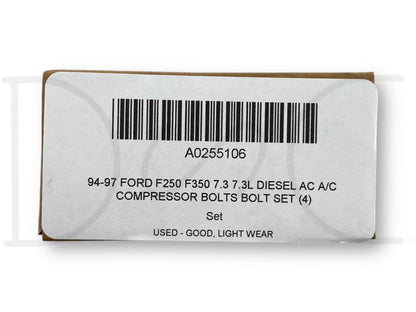 A0255106
94-97 FORD F250 F350 7.3 7.3L DIESEL AC A/C
COMPRESSOR BOLTS BOLT SET (4)
Set
USED - GOOD, LIGHT WEAR